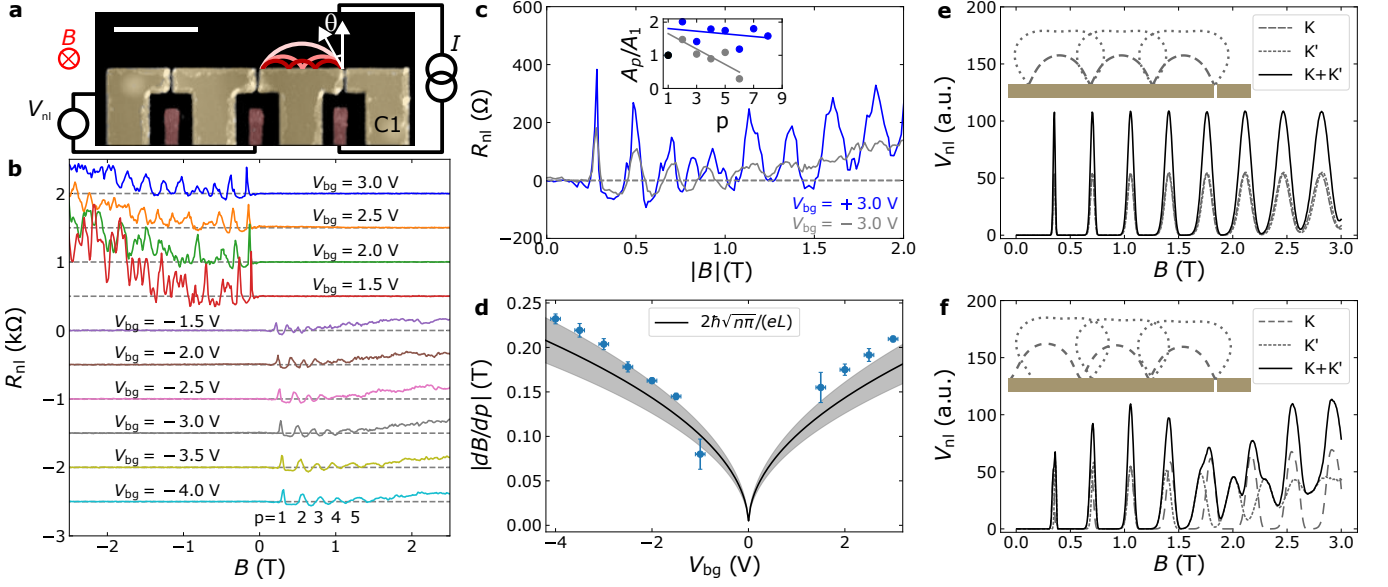 a
B
θ
I
V_nl
C1
b
V_bg = 3.0 V
V_bg = 2.5 V
V_bg = 2.0 V
V_bg = 1.5 V
V_bg = −1.5 V
V_bg = −2.0 V
V_bg = −2.5 V
V_bg = −3.0 V
V_bg = −3.5 V
V_bg = −4.0 V
p=1 2 3 4 5
2
1
0
−1
−2
−3
R_nl (kΩ)
−2 −1 0 1 2
B (T)
c
600
400
200
0
−200
R_nl (Ω)
2
1
0
A_p/A_1
1 3 5 7 9
p
V_bg = + 3.0 V
V_bg = − 3.0 V
0.0 0.5 1.0 1.5 2.0
|B| (T)
d
0.25
0.20
0.15
0.10
0.05
0.00
|dB/dp| (T)
2ħ√nπ/(eL)
−4 −2 0 2
V_bg (V)
e
200
150
100
50
0
V_nl (a.u.)
K
K'
K+K'
0.0 0.5 1.0 1.5 2.0 2.5 3.0
B (T)
f
200
150
100
50
0
V_nl (a.u.)
K
K'
K+K'
0.0 0.5 1.0 1.5 2.0 2.5 3.0
B (T)